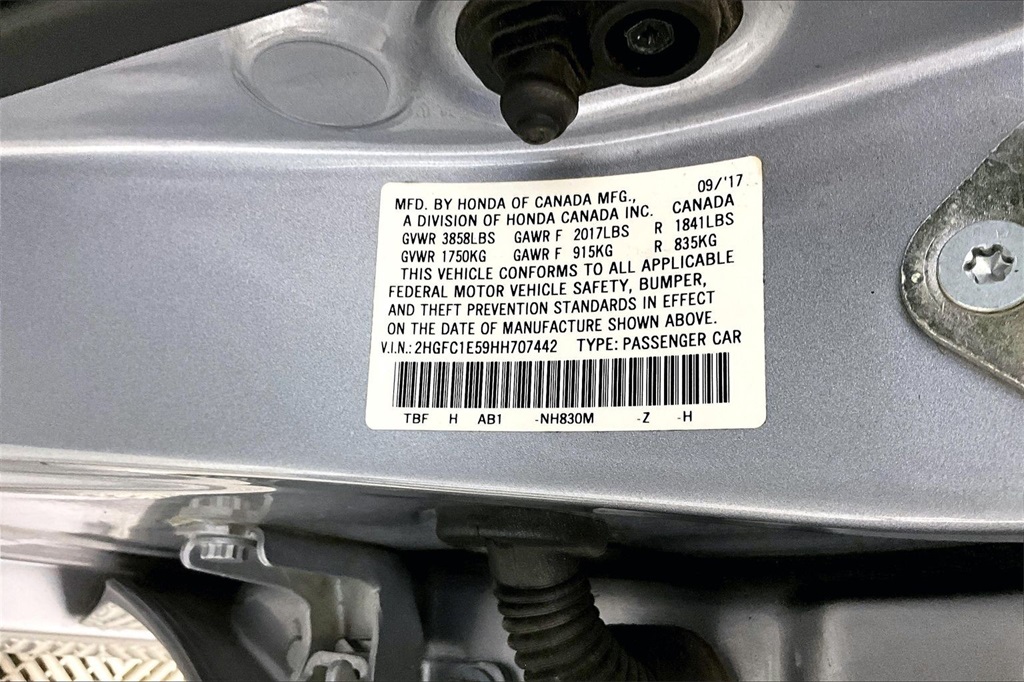 09/'17
MFD. BY HONDA OF CANADA MFG.,
A DIVISION OF HONDA CANADA INC. CANADA
GVWR 3858LBS GAWR F 2017LBS R 1841LBS
GVWR 1750KG GAWR F 915KG R 835KG
THIS VEHICLE CONFORMS TO ALL APPLICABLE
FEDERAL MOTOR VEHICLE SAFETY, BUMPER,
AND THEFT PREVENTION STANDARDS IN EFFECT
ON THE DATE OF MANUFACTURE SHOWN ABOVE.
V.I.N.: 2HGFC1E59HH707442 TYPE: PASSENGER CAR
TBF H AB1 -NH830M -Z -H